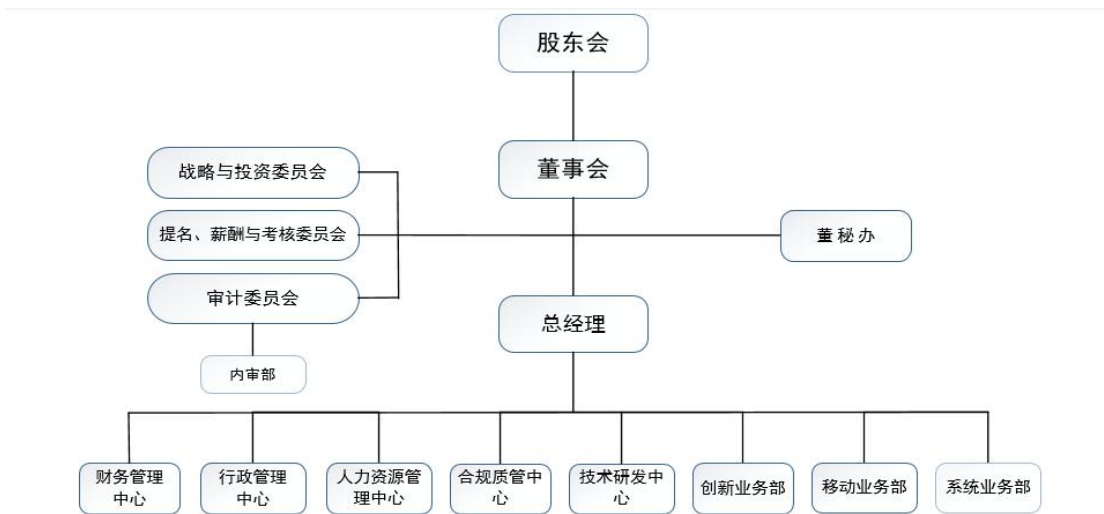 股东会
董事会
战略与投资委员会
提名、薪酬与考核委员会
董秘办
审计委员会
总经理
内审部
财务管理
中心
行政管理
中心
人力资源管
理中心
合规质管中
心
技术研发中
心
创新业务部
移动业务部
系统业务部